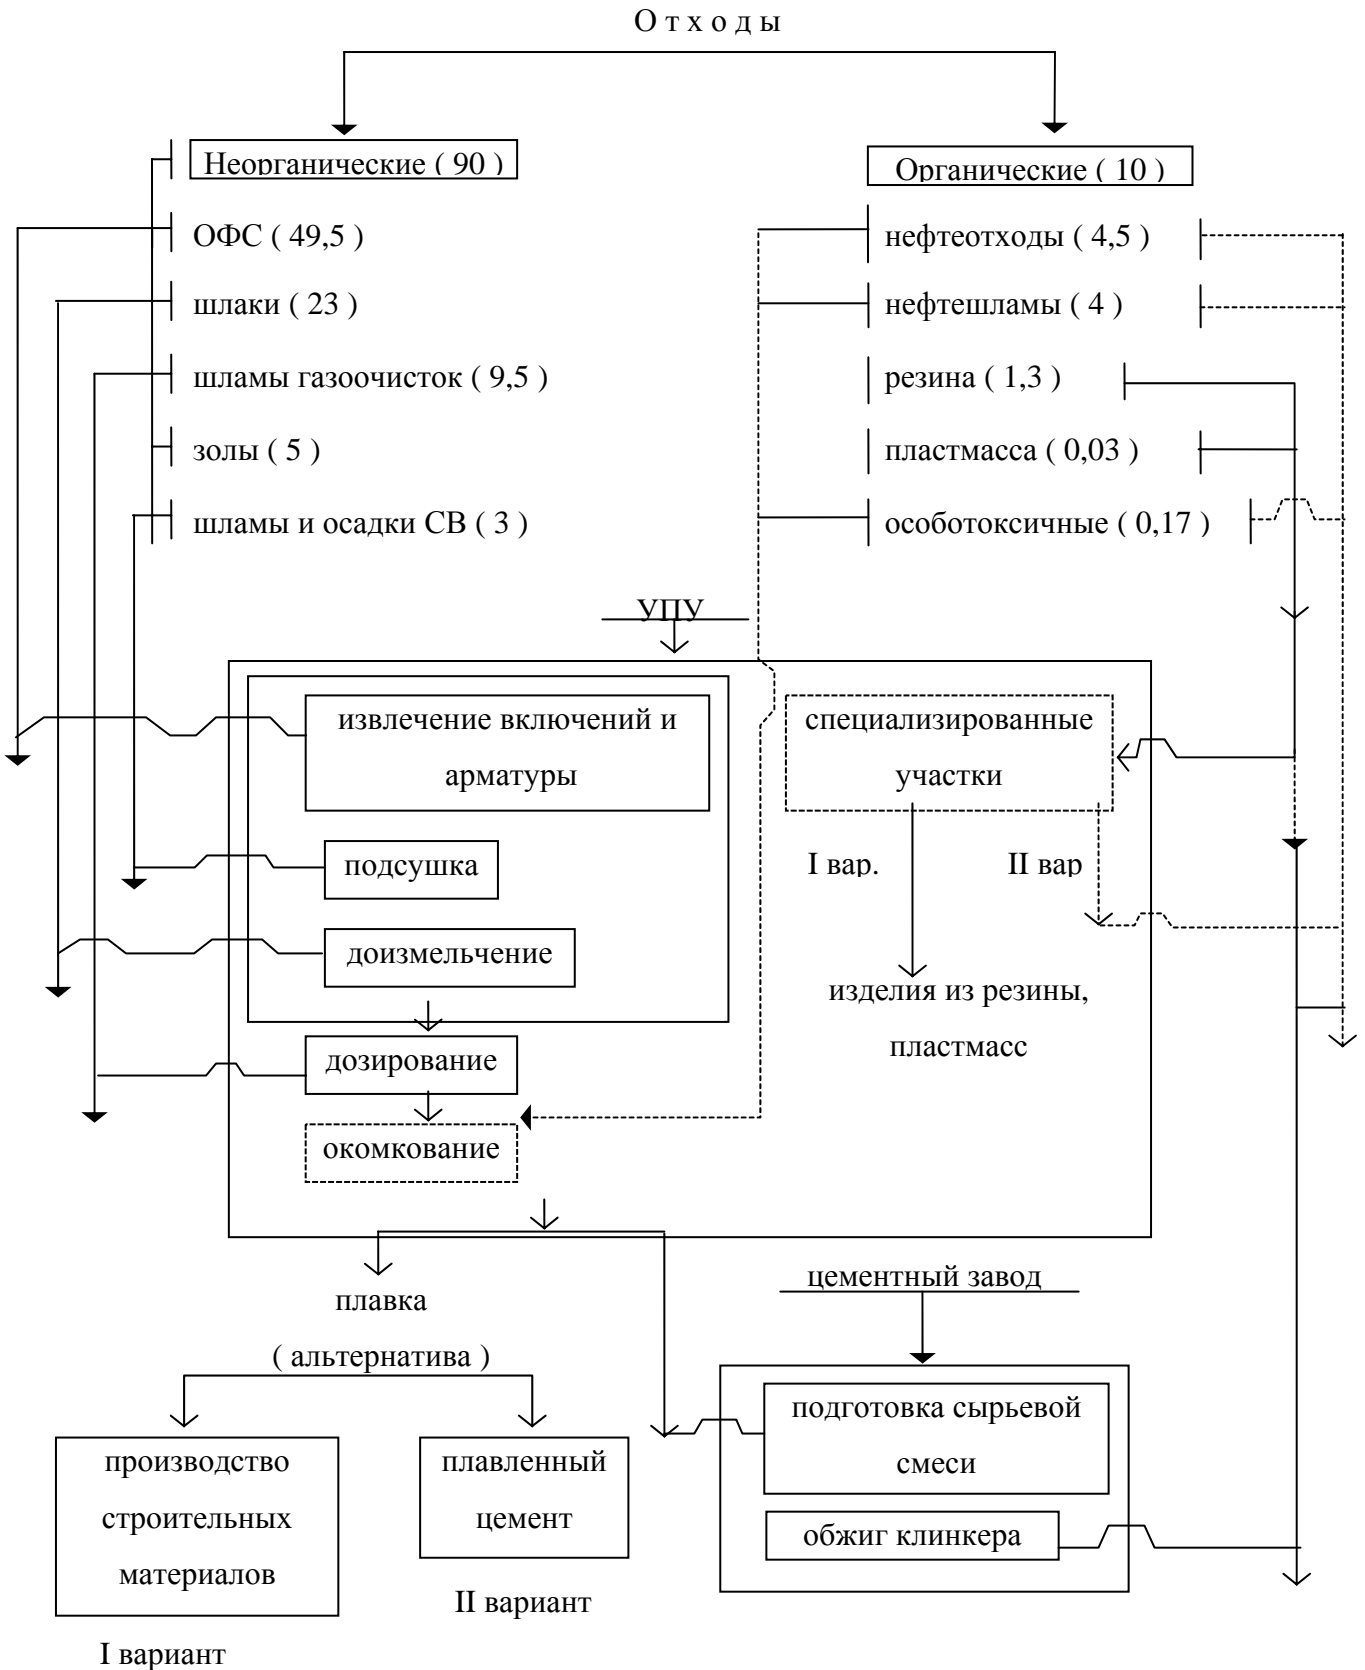 О т х о д ы
Неорганические ( 90 )
Органические ( 10 )
ОФС ( 49,5 )
нефтеотходы ( 4,5 )
шлаки ( 23 )
нефтешламы ( 4 )
шламы газоочисток ( 9,5 )
резина ( 1,3 )
золы ( 5 )
пластмасса ( 0,03 )
шламы и осадки СВ ( 3 )
особотоксичные ( 0,17 )
УПУ
извлечение включений и
арматуры
специализированные
участки
подсушка
I вар.
II вар
доизмельчение
изделия из резины,
пластмасс
дозирование
окомкование
плавка
( альтернатива )
цементный завод
подготовка сырьевой
смеси
обжиг клинкера
производство
строительных
материалов
плавленный
цемент
II вариант
I вариант